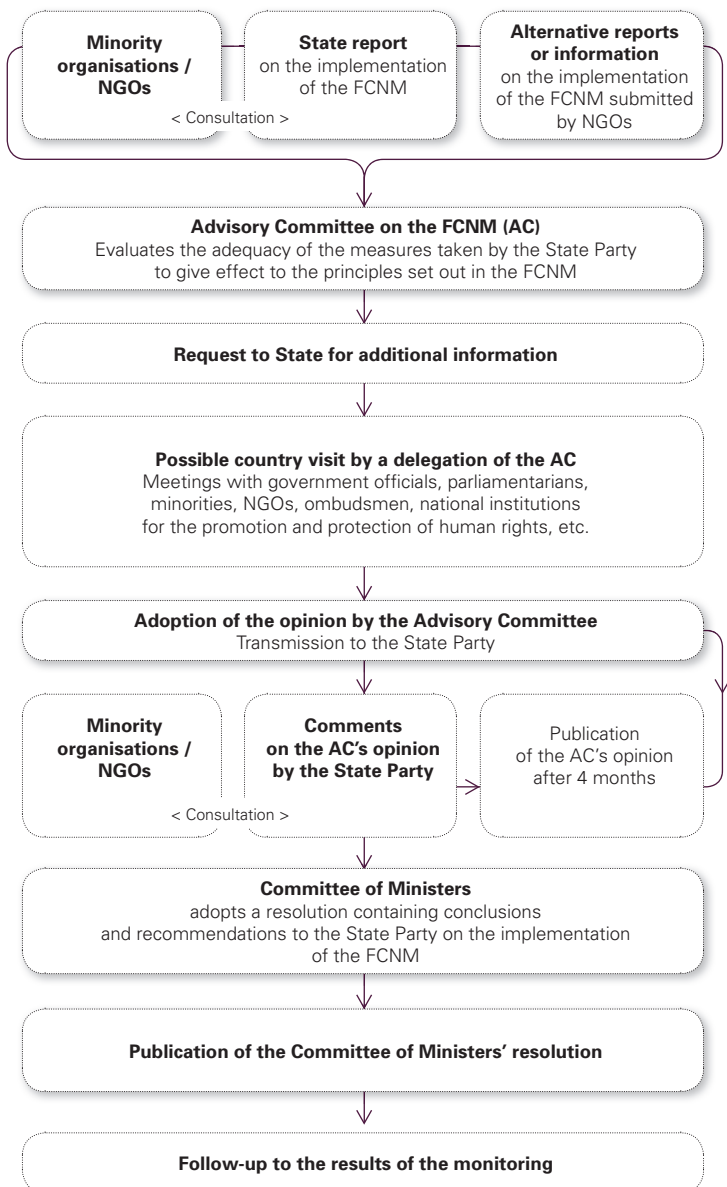 Minority
organisations /
NGOs
< Consultation >
State report
on the implementation
of the FCNM
Alternative reports
or information
on the implementation
of the FCNM submitted
by NGOs
Advisory Committee on the FCNM (AC)
Evaluates the adequacy of the measures taken by the State Party
to give effect to the principles set out in the FCNM
Request to State for additional information
Possible country visit by a delegation of the AC
Meetings with government officials, parliamentarians,
minorities, NGOs, ombudsmen, national institutions
for the promotion and protection of human rights, etc.
Adoption of the opinion by the Advisory Committee
Transmission to the State Party
Minority
organisations /
NGOs
< Consultation >
Comments
on the AC's opinion
by the State Party
Publication
of the AC's opinion
after 4 months
Committee of Ministers
adopts a resolution containing conclusions
and recommendations to the State Party on the implementation
of the FCNM
Publication of the Committee of Ministers' resolution
Follow-up to the results of the monitoring